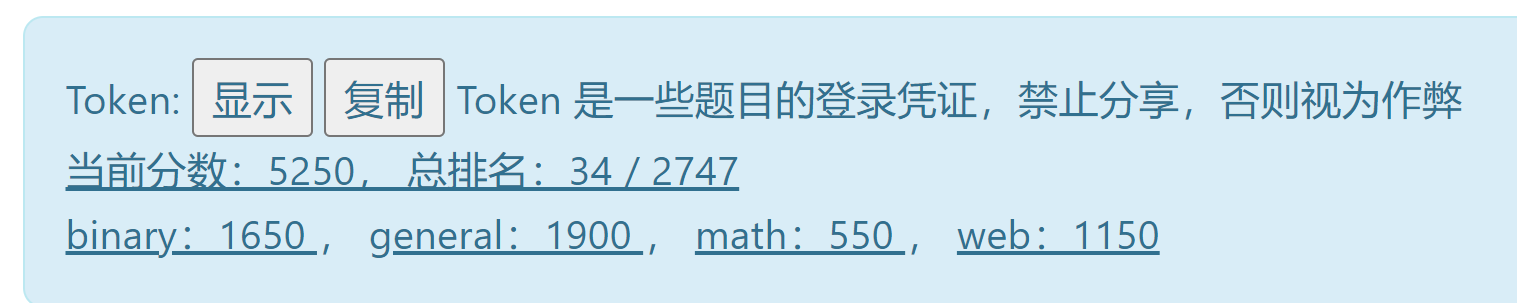 Token: 显示 复制 Token 是一些题目的登录凭证，禁止分享，否则视为作弊
当前分数：5250， 总排名：34 / 2747
binary：1650 ， general：1900 ， math：550 ， web：1150